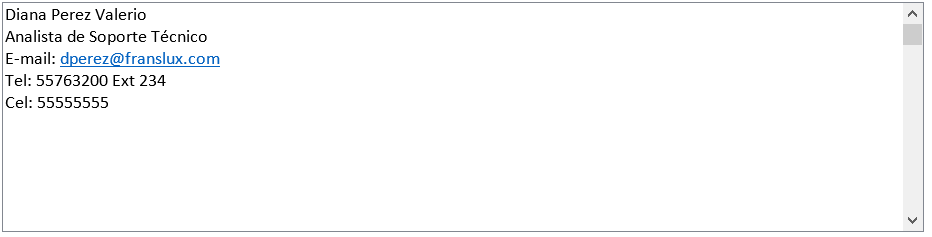 Diana Perez Valerio
Analista de Soporte Técnico
E-mail: dperez@franslux.com
Tel: 55763200 Ext 234
Cel: 55555555